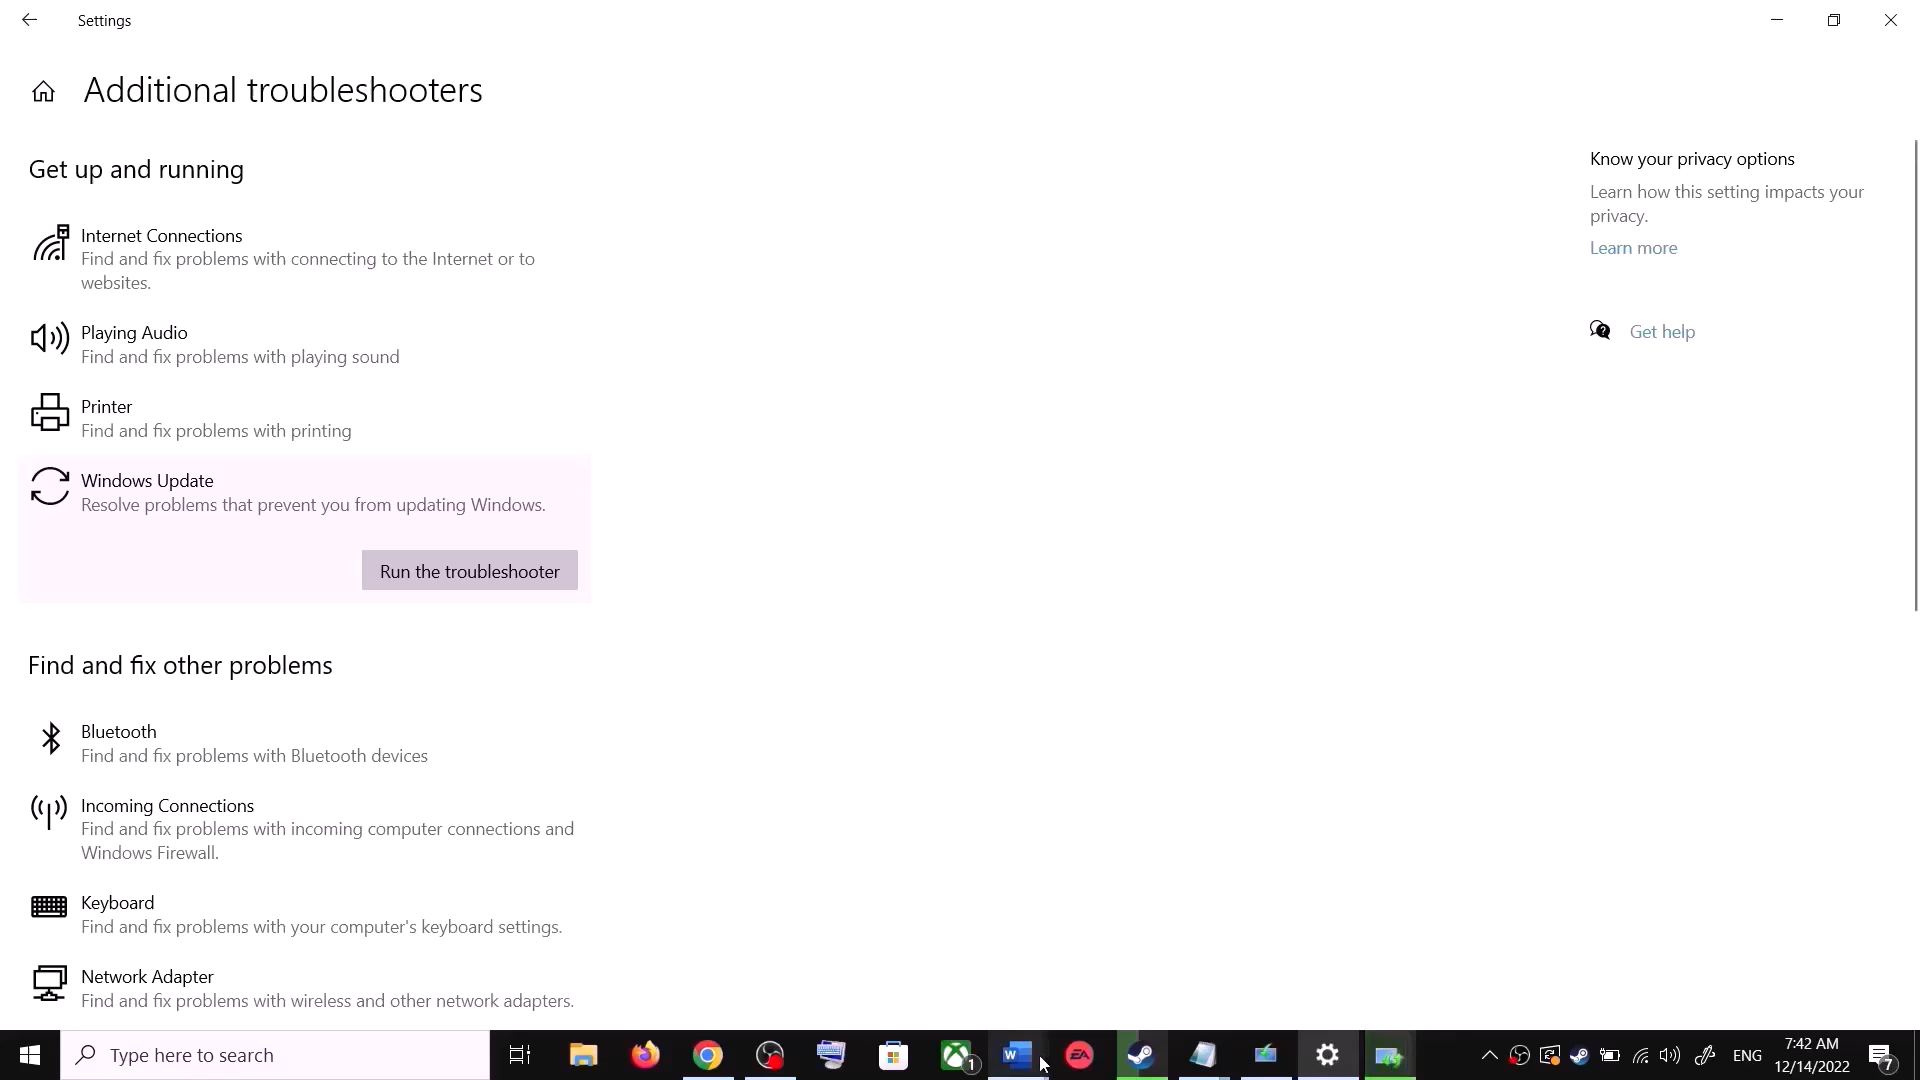 Settings
Additional troubleshooters
Get up and running
Internet Connections
Find and fix problems with connecting to the Internet or to
websites.
Playing Audio
Find and fix problems with playing sound
Printer
Find and fix problems with printing
Windows Update
Resolve problems that prevent you from updating Windows.
Run the troubleshooter
Find and fix other problems
Bluetooth
Find and fix problems with Bluetooth devices
Incoming Connections
Find and fix problems with incoming computer connections and
Windows Firewall.
Keyboard
Find and fix problems with your computer's keyboard settings.
Network Adapter
Find and fix problems with wireless and other network adapters.
Know your privacy options
Learn how this setting impacts your
privacy.
Learn more
Get help
Type here to search
1
W
EA
ENG
7:42 AM
12/14/2022
7